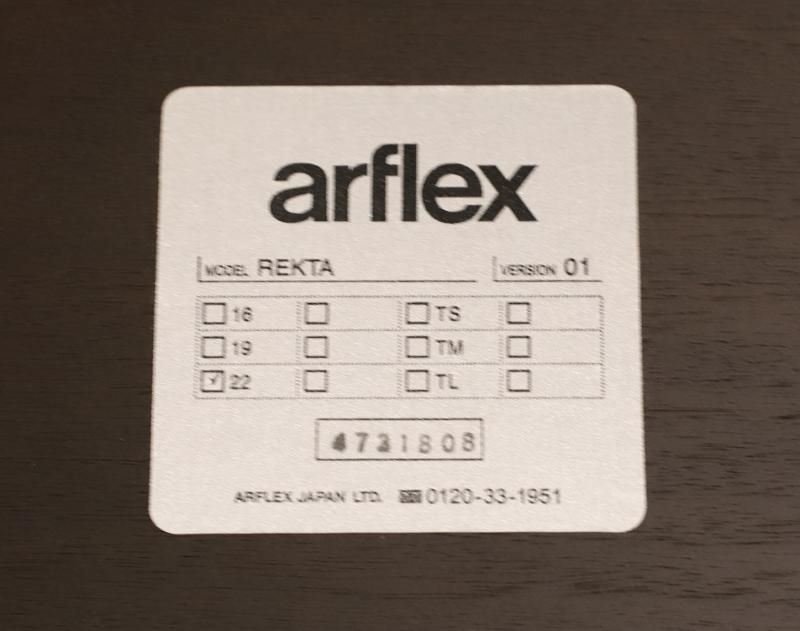 arflex
MODEL REKTA VERSION 01
☐ 16 ☐ ☐ TS ☐
☐ 19 ☐ ☐ TM ☐
☑ 22 ☐ ☐ TL ☐
4731808
ARFLEX JAPAN LTD. 0120-33-1951